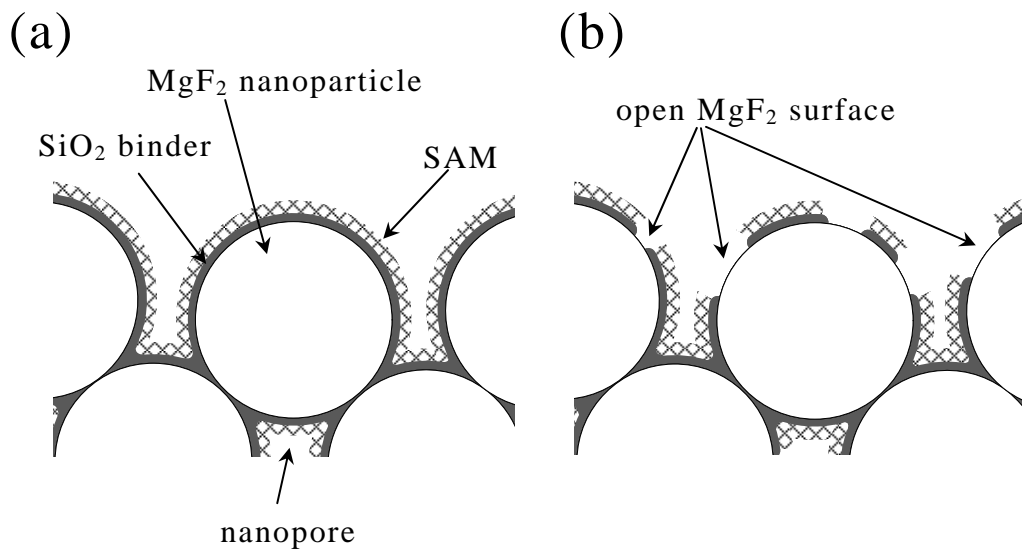 (a)
(b)
MgF₂ nanoparticle
open MgF₂ surface
SiO₂ binder
SAM
nanopore